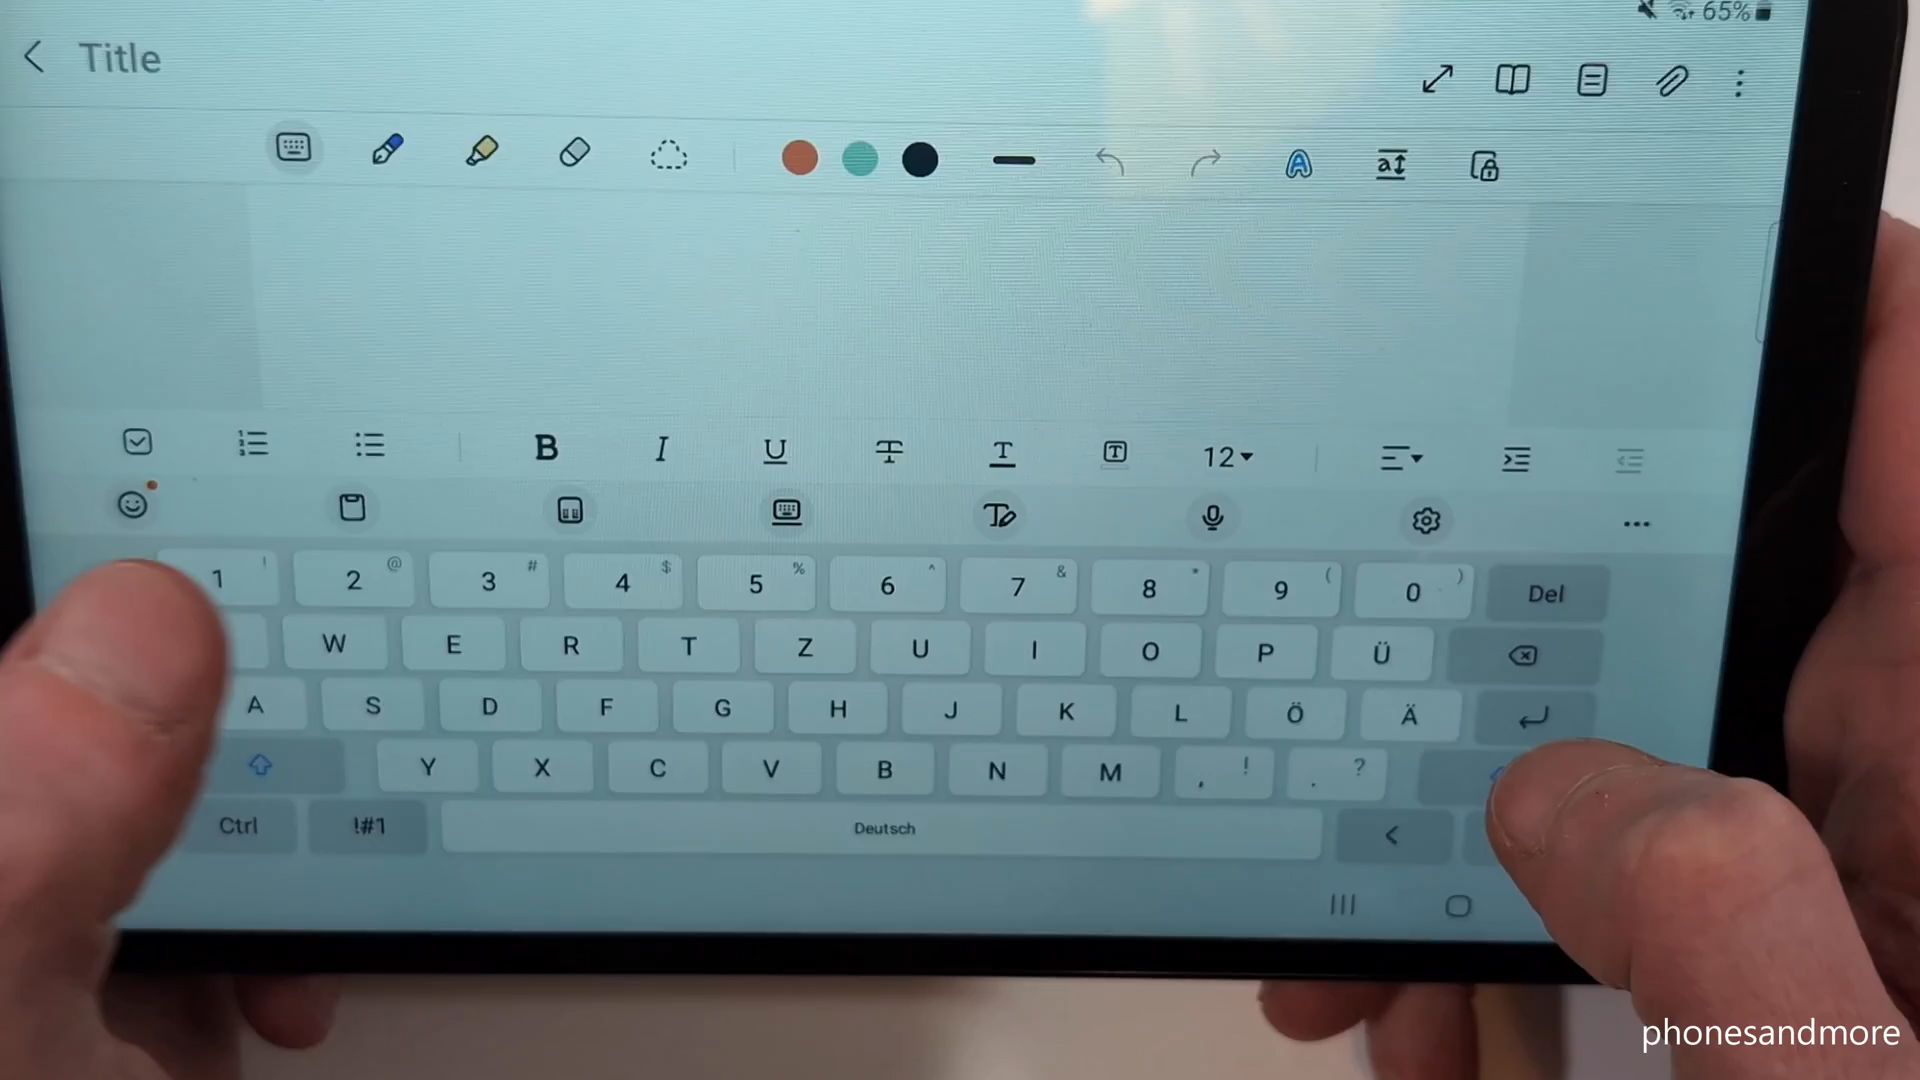 65%
Title
A
a
B I U T T T 12
T
! @ # $ % ^ & * ( )
1 2 3 4 5 6 7 8 9 0 Del
W E R T Z U I O P Ü
A S D F G H J K L Ö Ä
Y X C V B N M , ! . ?
Ctrl !#1 Deutsch <
phonesandmore